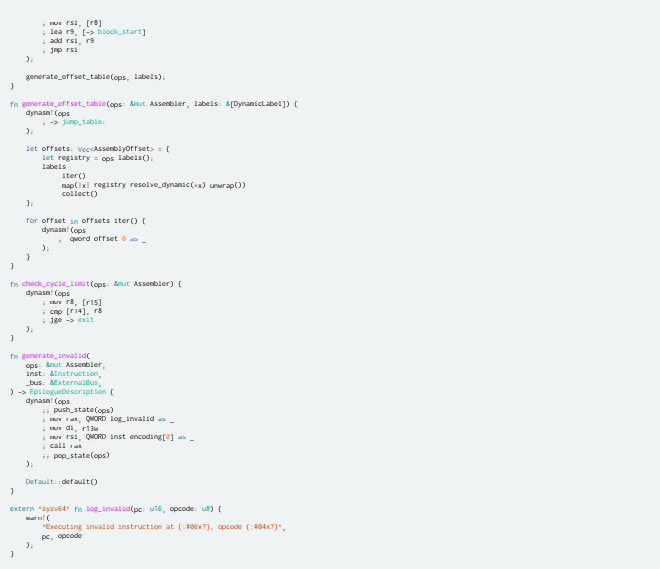 ; mov rsi, [r8]
; lea r9, [-> block_start]
; add rsi, r9
; jmp rsi
);
generate_offset_table(ops, labels);
}
fn generate_offset_table(ops: &mut Assembler, labels: &[DynamicLabel]) {
dynasm!(ops
; -> jump_table:
);
let offsets: Vec<AssemblyOffset> = {
let registry = ops labels();
labels
iter()
map(|x| registry resolve_dynamic(*x) unwrap())
collect()
};
for offset in offsets iter() {
dynasm!(ops
; qword offset 0 as _
);
}
}
fn check_cycle_limit(ops: &mut Assembler) {
dynasm!(ops
; mov r8, [r15]
; cmp [r14], r8
; jge -> exit
);
}
fn generate_invalid(
ops: &mut Assembler,
inst: &Instruction,
_bus: &ExternalBus,
) -> EpilogueDescription {
dynasm!(ops
;; push_state(ops)
; mov rax, QWORD log_invalid as _
; mov di, r13w
; mov rsi, QWORD inst encoding[0] as _
; call rax
;; pop_state(ops)
);
Default::default()
}
extern "sysv64" fn log_invalid(pc: u16, opcode: u8) {
warn!(
"Executing invalid instruction at {:#06x?}, opcode {:#04x?}",
pc, opcode
);
}